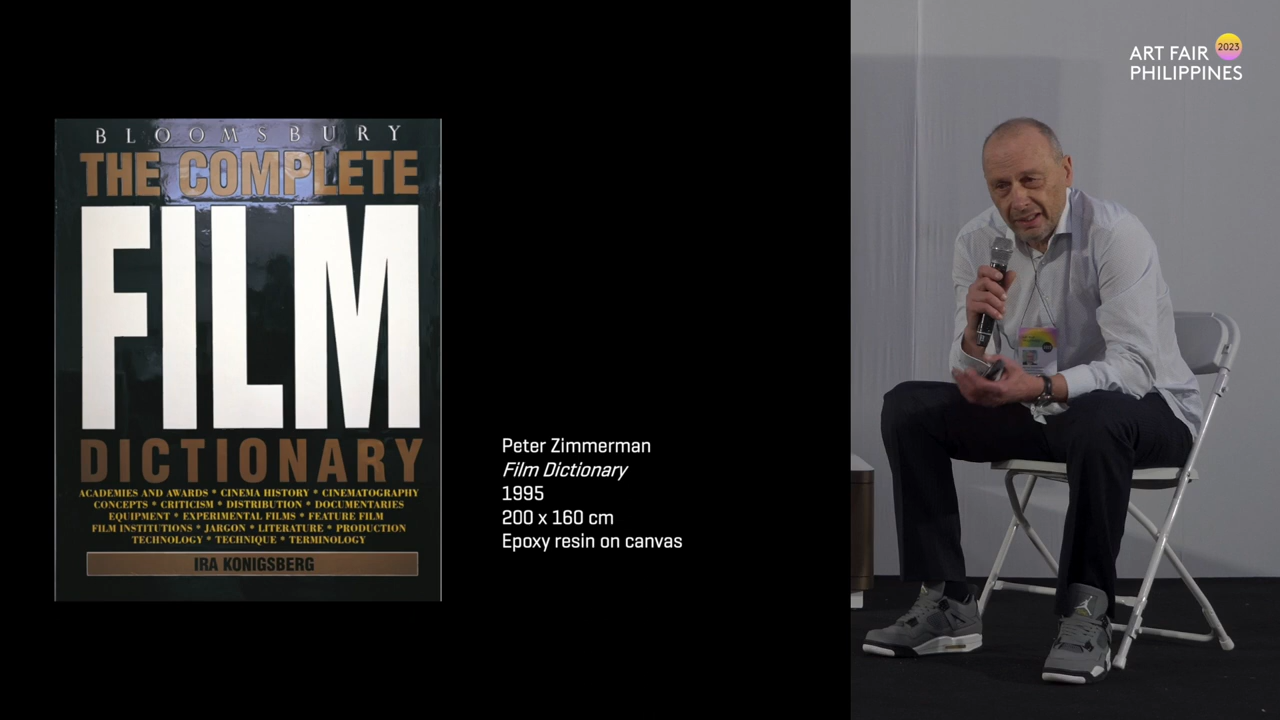 BLOOMSBURY
THE COMPLETE
FILM
DICTIONARY
ACADEMIES AND AWARDS * CINEMA HISTORY * CINEMATOGRAPHY
CONCEPTS * CRITICISM * DISTRIBUTION * DOCUMENTARIES
EQUIPMENT * EXPERIMENTAL FILMS * FEATURE FILM
FILM INSTITUTIONS * JARGON * LITERATURE * PRODUCTION
TECHNOLOGY * TECHNIQUE * TERMINOLOGY
IRA KONIGSBERG
Peter Zimmerman
Film Dictionary
1995
200 x 160 cm
Epoxy resin on canvas
ART FAIR 2023
PHILIPPINES